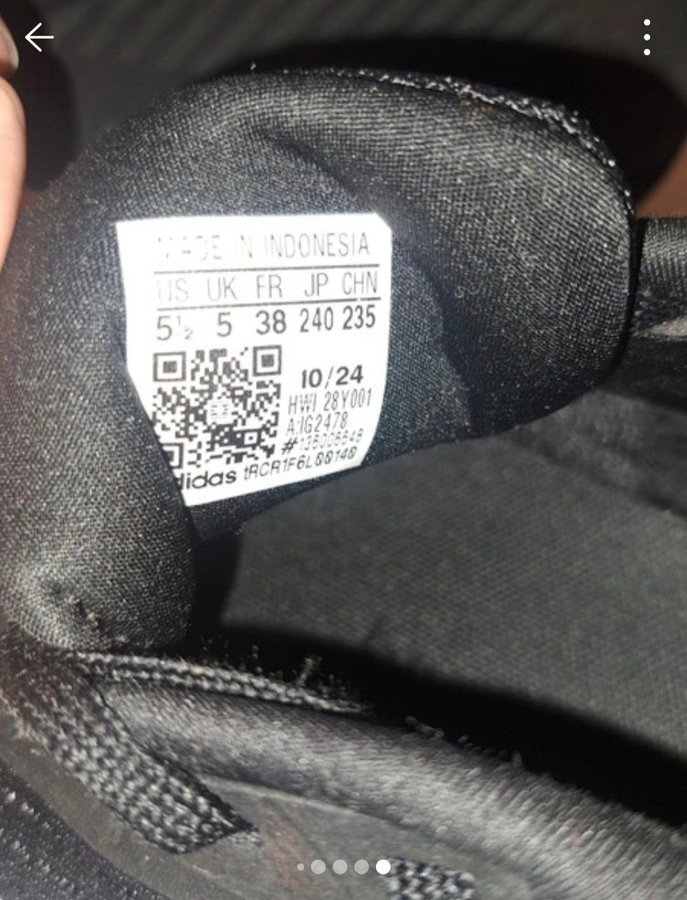 MADE IN INDONESIA
US UK FR JP CHN
5½ 5 38 240 235
10/24
HWI 28Y001
A:IG2478
adidas tRCR1F6L00140